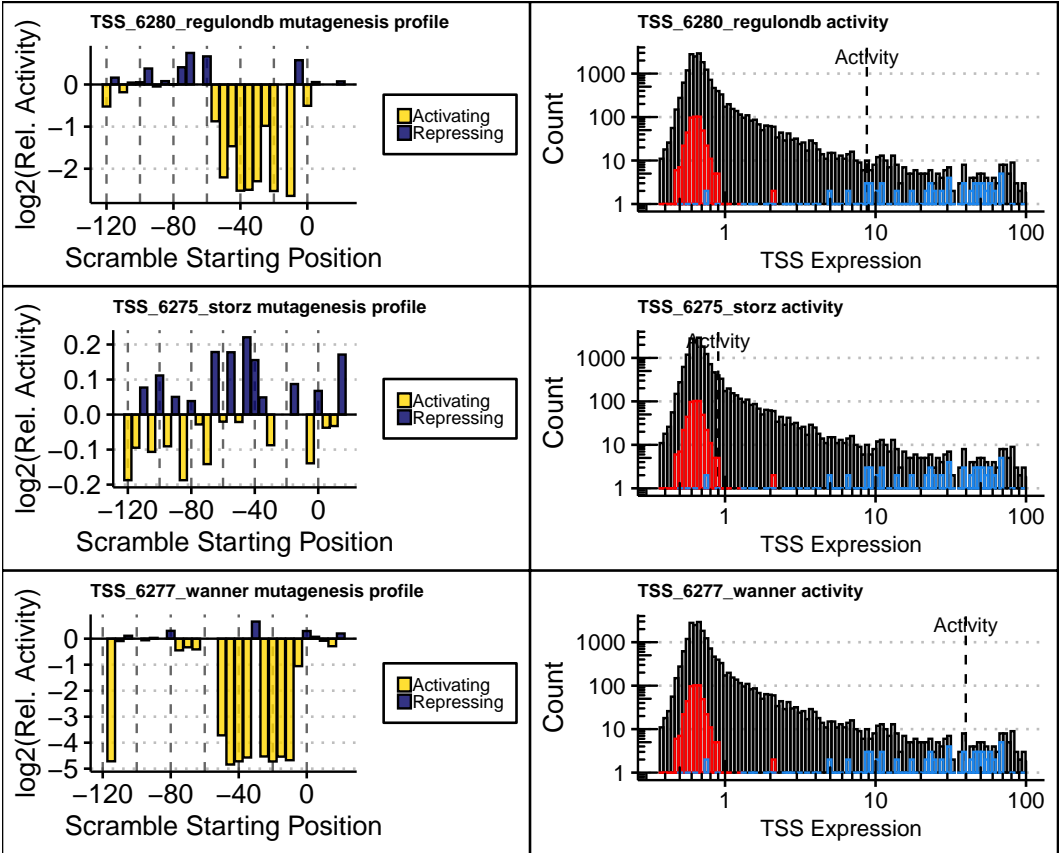 TSS_6280_regulondb mutagenesis profile
log2(Rel. Activity)
0
−1
−2
−120
−80
−40
0
Scramble Starting Position
Activating
Repressing
TSS_6280_regulondb activity
Activity
Count
1000
100
10
1
1
10
100
TSS Expression
TSS_6275_storz mutagenesis profile
log2(Rel. Activity)
0.2
0.1
0.0
−0.1
−0.2
−120
−80
−40
0
Scramble Starting Position
Activating
Repressing
TSS_6275_storz activity
Activity
Count
1000
100
10
1
1
10
100
TSS Expression
TSS_6277_wanner mutagenesis profile
log2(Rel. Activity)
0
−1
−2
−3
−4
−5
−120
−80
−40
0
Scramble Starting Position
Activating
Repressing
TSS_6277_wanner activity
Activity
Count
1000
100
10
1
1
10
100
TSS Expression